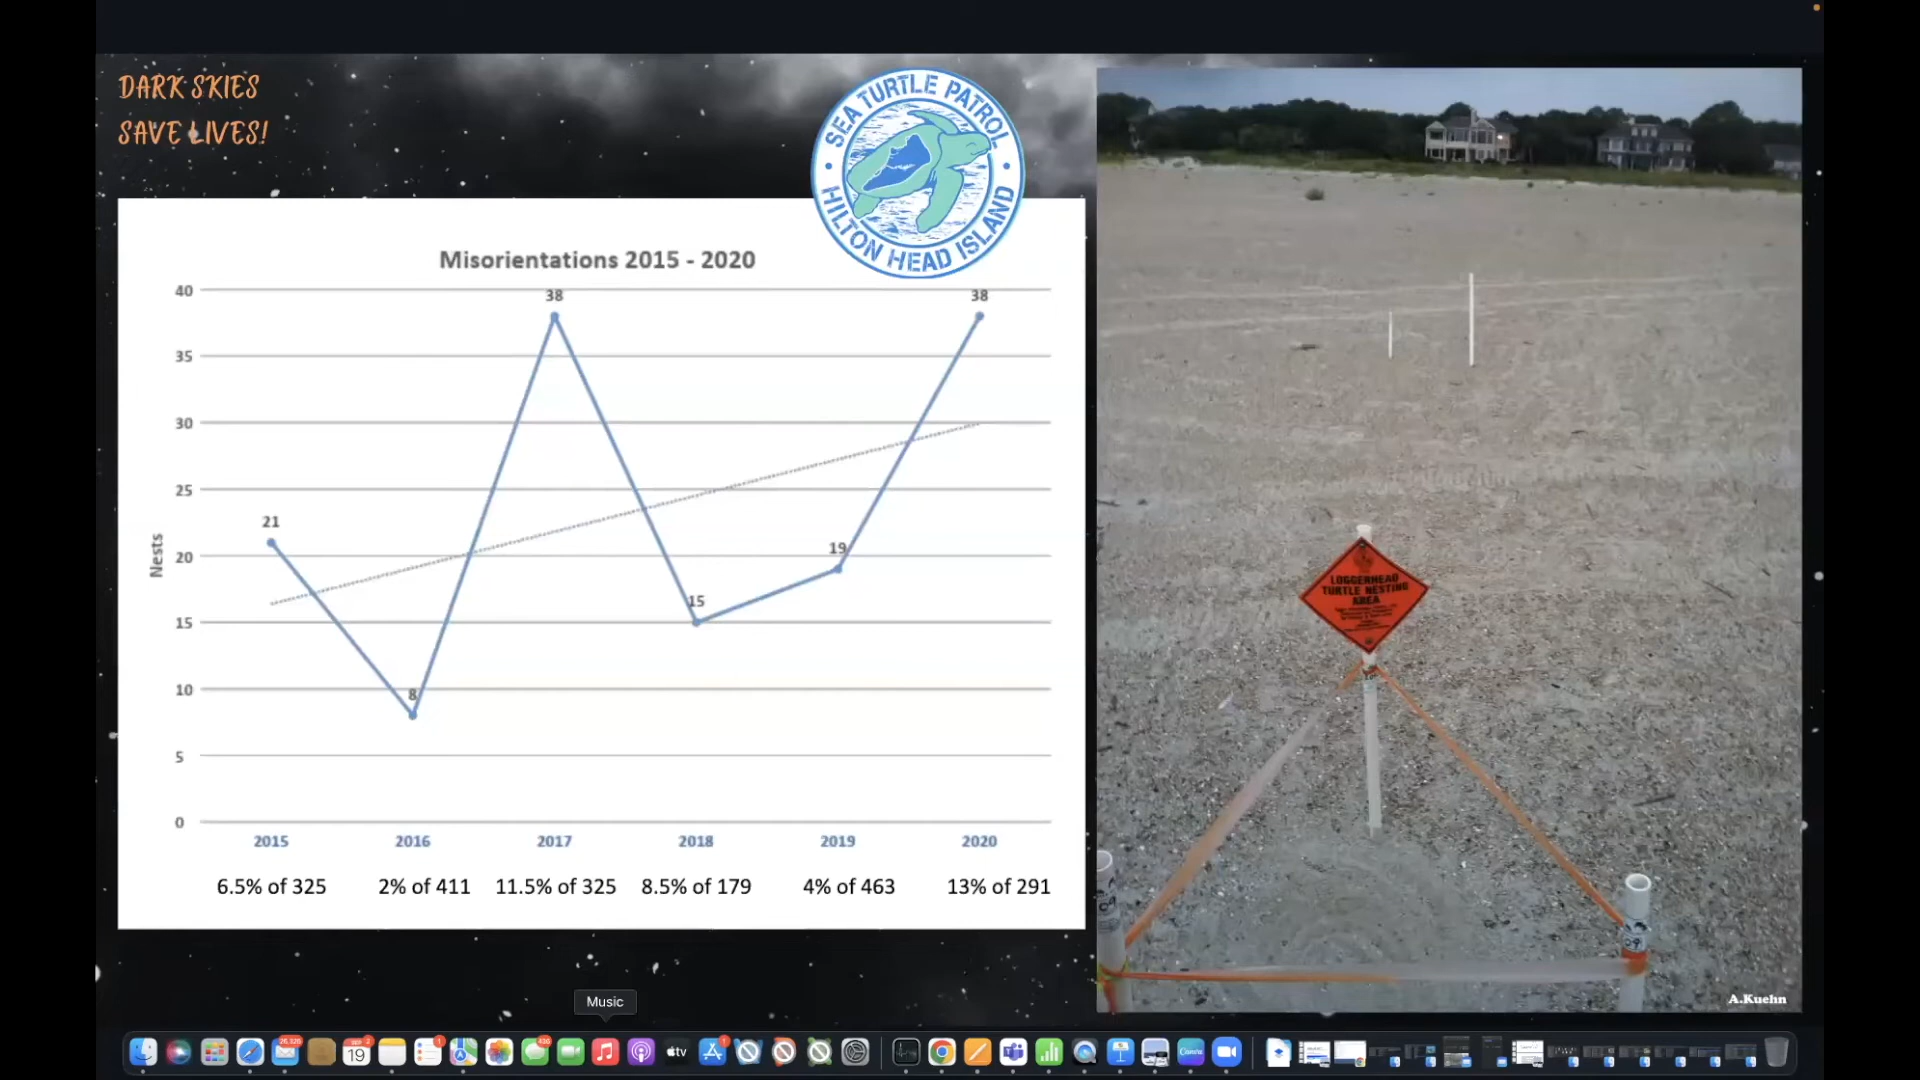 DARK SKIES
SAVE LIVES!
SEA TURTLE PATROL
HILTON HEAD ISLAND
Misorientations 2015 - 2020
40
35
30
25
20
15
10
5
0
Nests
21
8
38
15
19
38
2015 2016 2017 2018 2019 2020
6.5% of 325 2% of 411 11.5% of 325 8.5% of 179 4% of 463 13% of 291
LOGGERHEAD
TURTLE NESTING
AREA
A.Kuehn
Music
19
tv
Canva